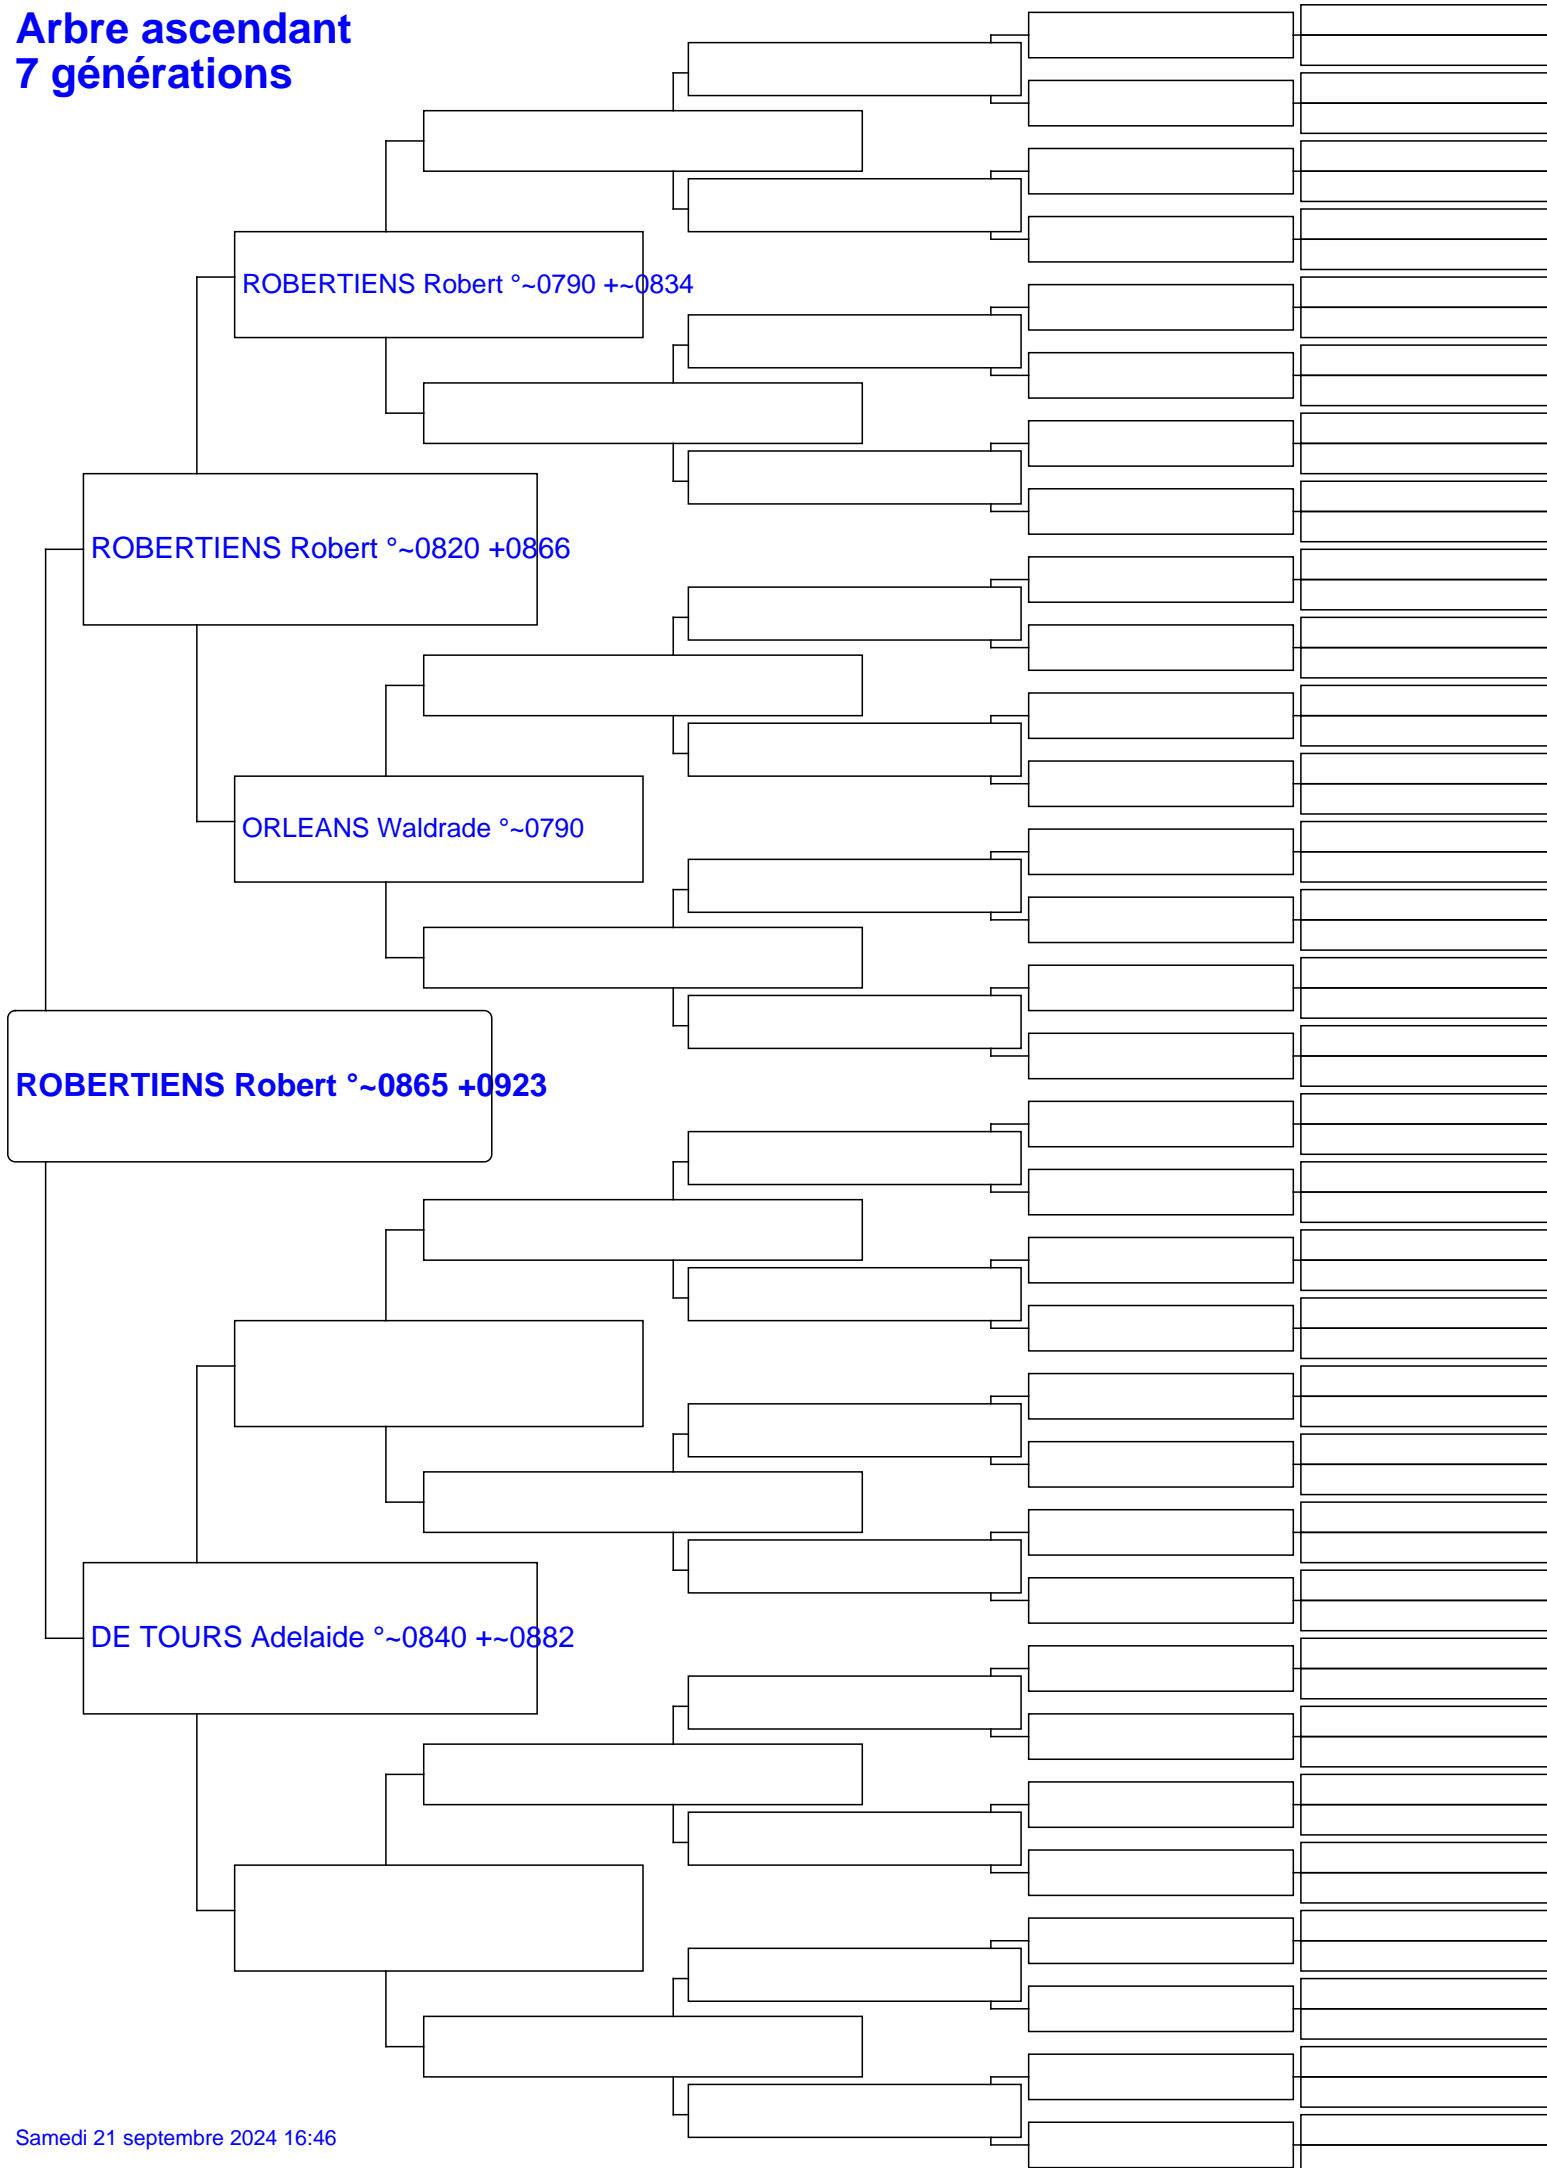 Arbre ascendant
7 générations
ROBERTIENS Robert °~0790 +~0834
ROBERTIENS Robert °~0820 +0866
ORLEANS Waldrade °~0790
ROBERTIENS Robert °~0865 +0923
DE TOURS Adelaide °~0840 +~0882
Samedi 21 septembre 2024 16:46